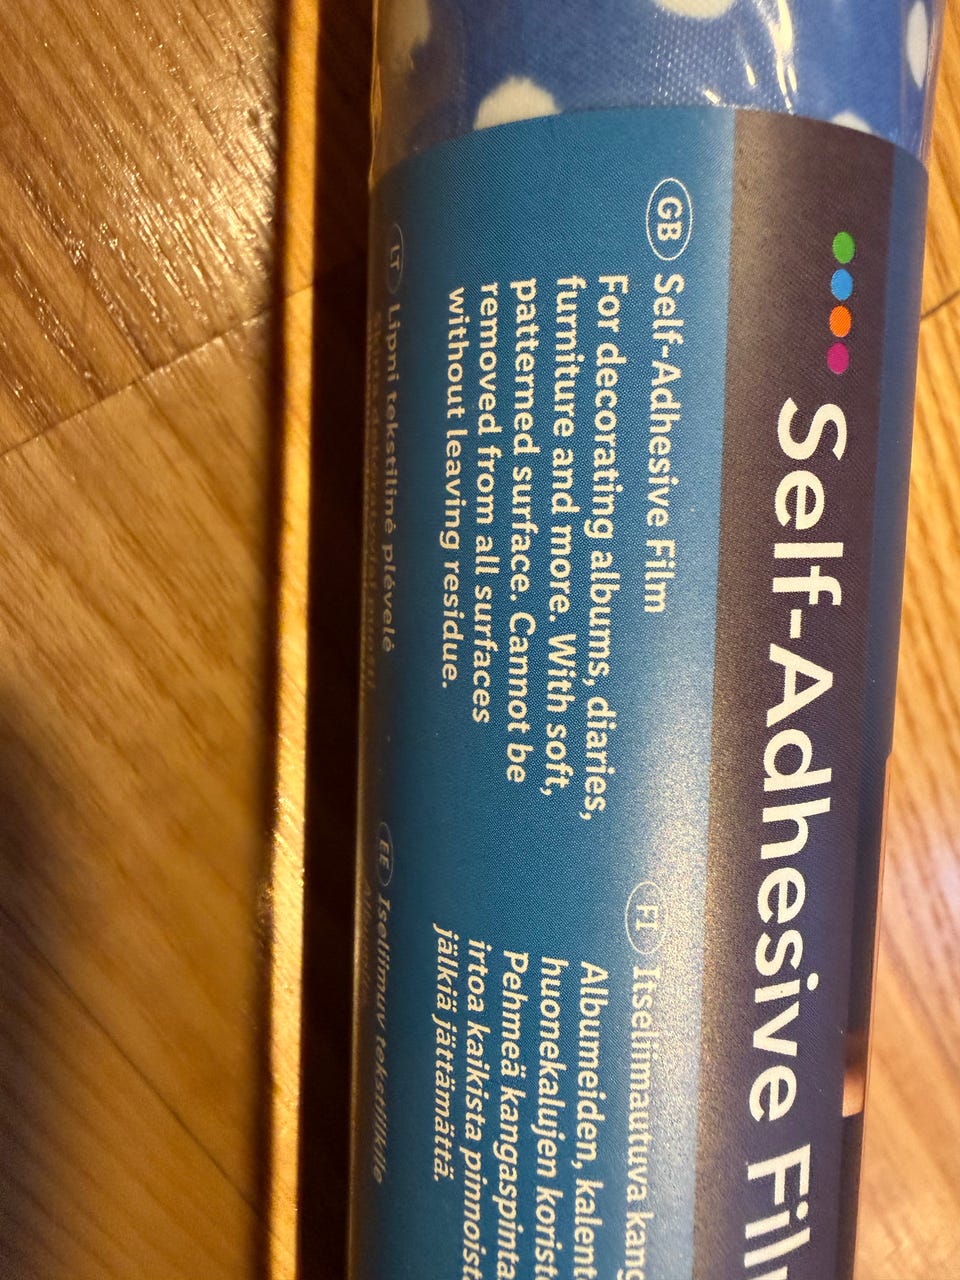 Self-Adhesive Fil
GB Self-Adhesive Film
For decorating albums, diaries,
furniture and more. With soft,
patterned surface. Cannot be
removed from all surfaces
without leaving residue.
FI Itseliimautuva kang
Albumeiden, kalent
huonekalujen korist
Pehmeä kangaspinta
irtoa kaikista pinnoist
jälkiä jättämättä.
LT Lipni tekstilinė plėvelė
EE Iseliimuv tekstiilkile